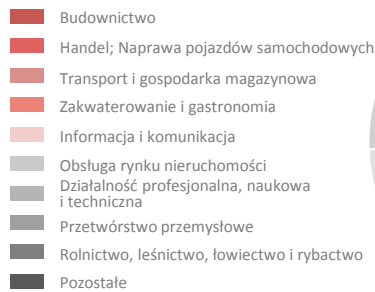 Budownictwo
Handel; Naprawa pojazdów samochodowych
Transport i gospodarka magazynowa
Zakwaterowanie i gastronomia
Informacja i komunikacja
Obsługa rynku nieruchomości
Działalność profesjonalna, naukowa
i techniczna
Przetwórstwo przemysłowe
Rolnictwo, leśnictwo, łowiectwo i rybactwo
Pozostałe